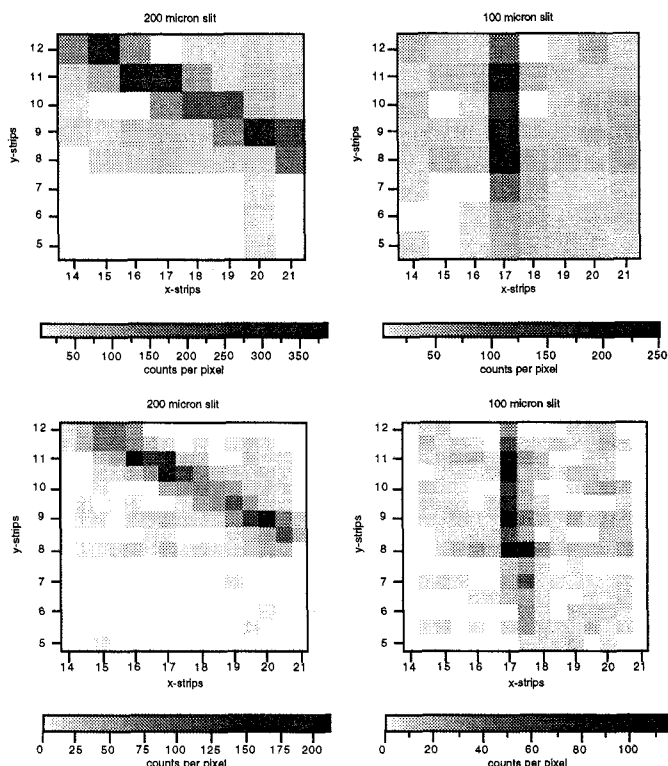 200 micron slit
12
11
10
9
8
7
6
5
y-strips
14 15 16 17 18 19 20 21
x-strips
50 100 150 200 250 300 350
counts per pixel
100 micron slit
12
11
10
9
8
7
6
5
y-strips
14 15 16 17 18 19 20 21
x-strips
50 100 150 200 250
counts per pixel
200 micron slit
12
11
10
9
8
7
6
5
y-strips
14 15 16 17 18 19 20 21
x-strips
0 25 50 75 100 125 150 175 200
counts per pixel
100 micron slit
12
11
10
9
8
7
6
5
y-strips
14 15 16 17 18 19 20 21
x-strips
0 20 40 60 80 100
counts per pixel